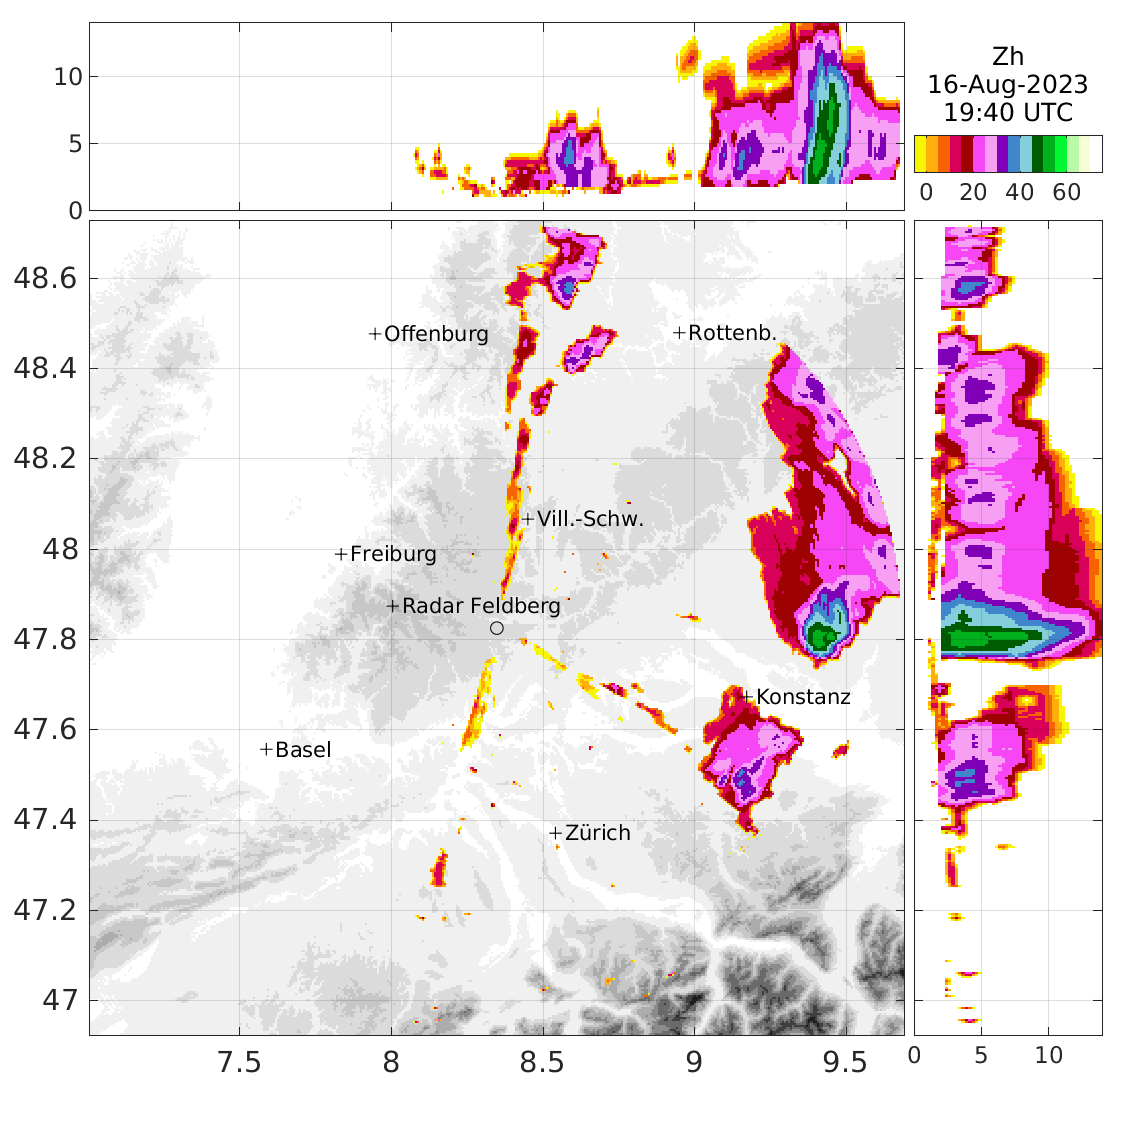 10
5
0
Zh
16-Aug-2023
19:40 UTC
0 20 40 60
48.6
48.4
48.2
48
47.8
47.6
47.4
47.2
47
Offenburg
Rottenb.
Vill.-Schw.
Freiburg
Radar Feldberg
Konstanz
Basel
Zürich
7.5 8 8.5 9 9.5
0 5 10